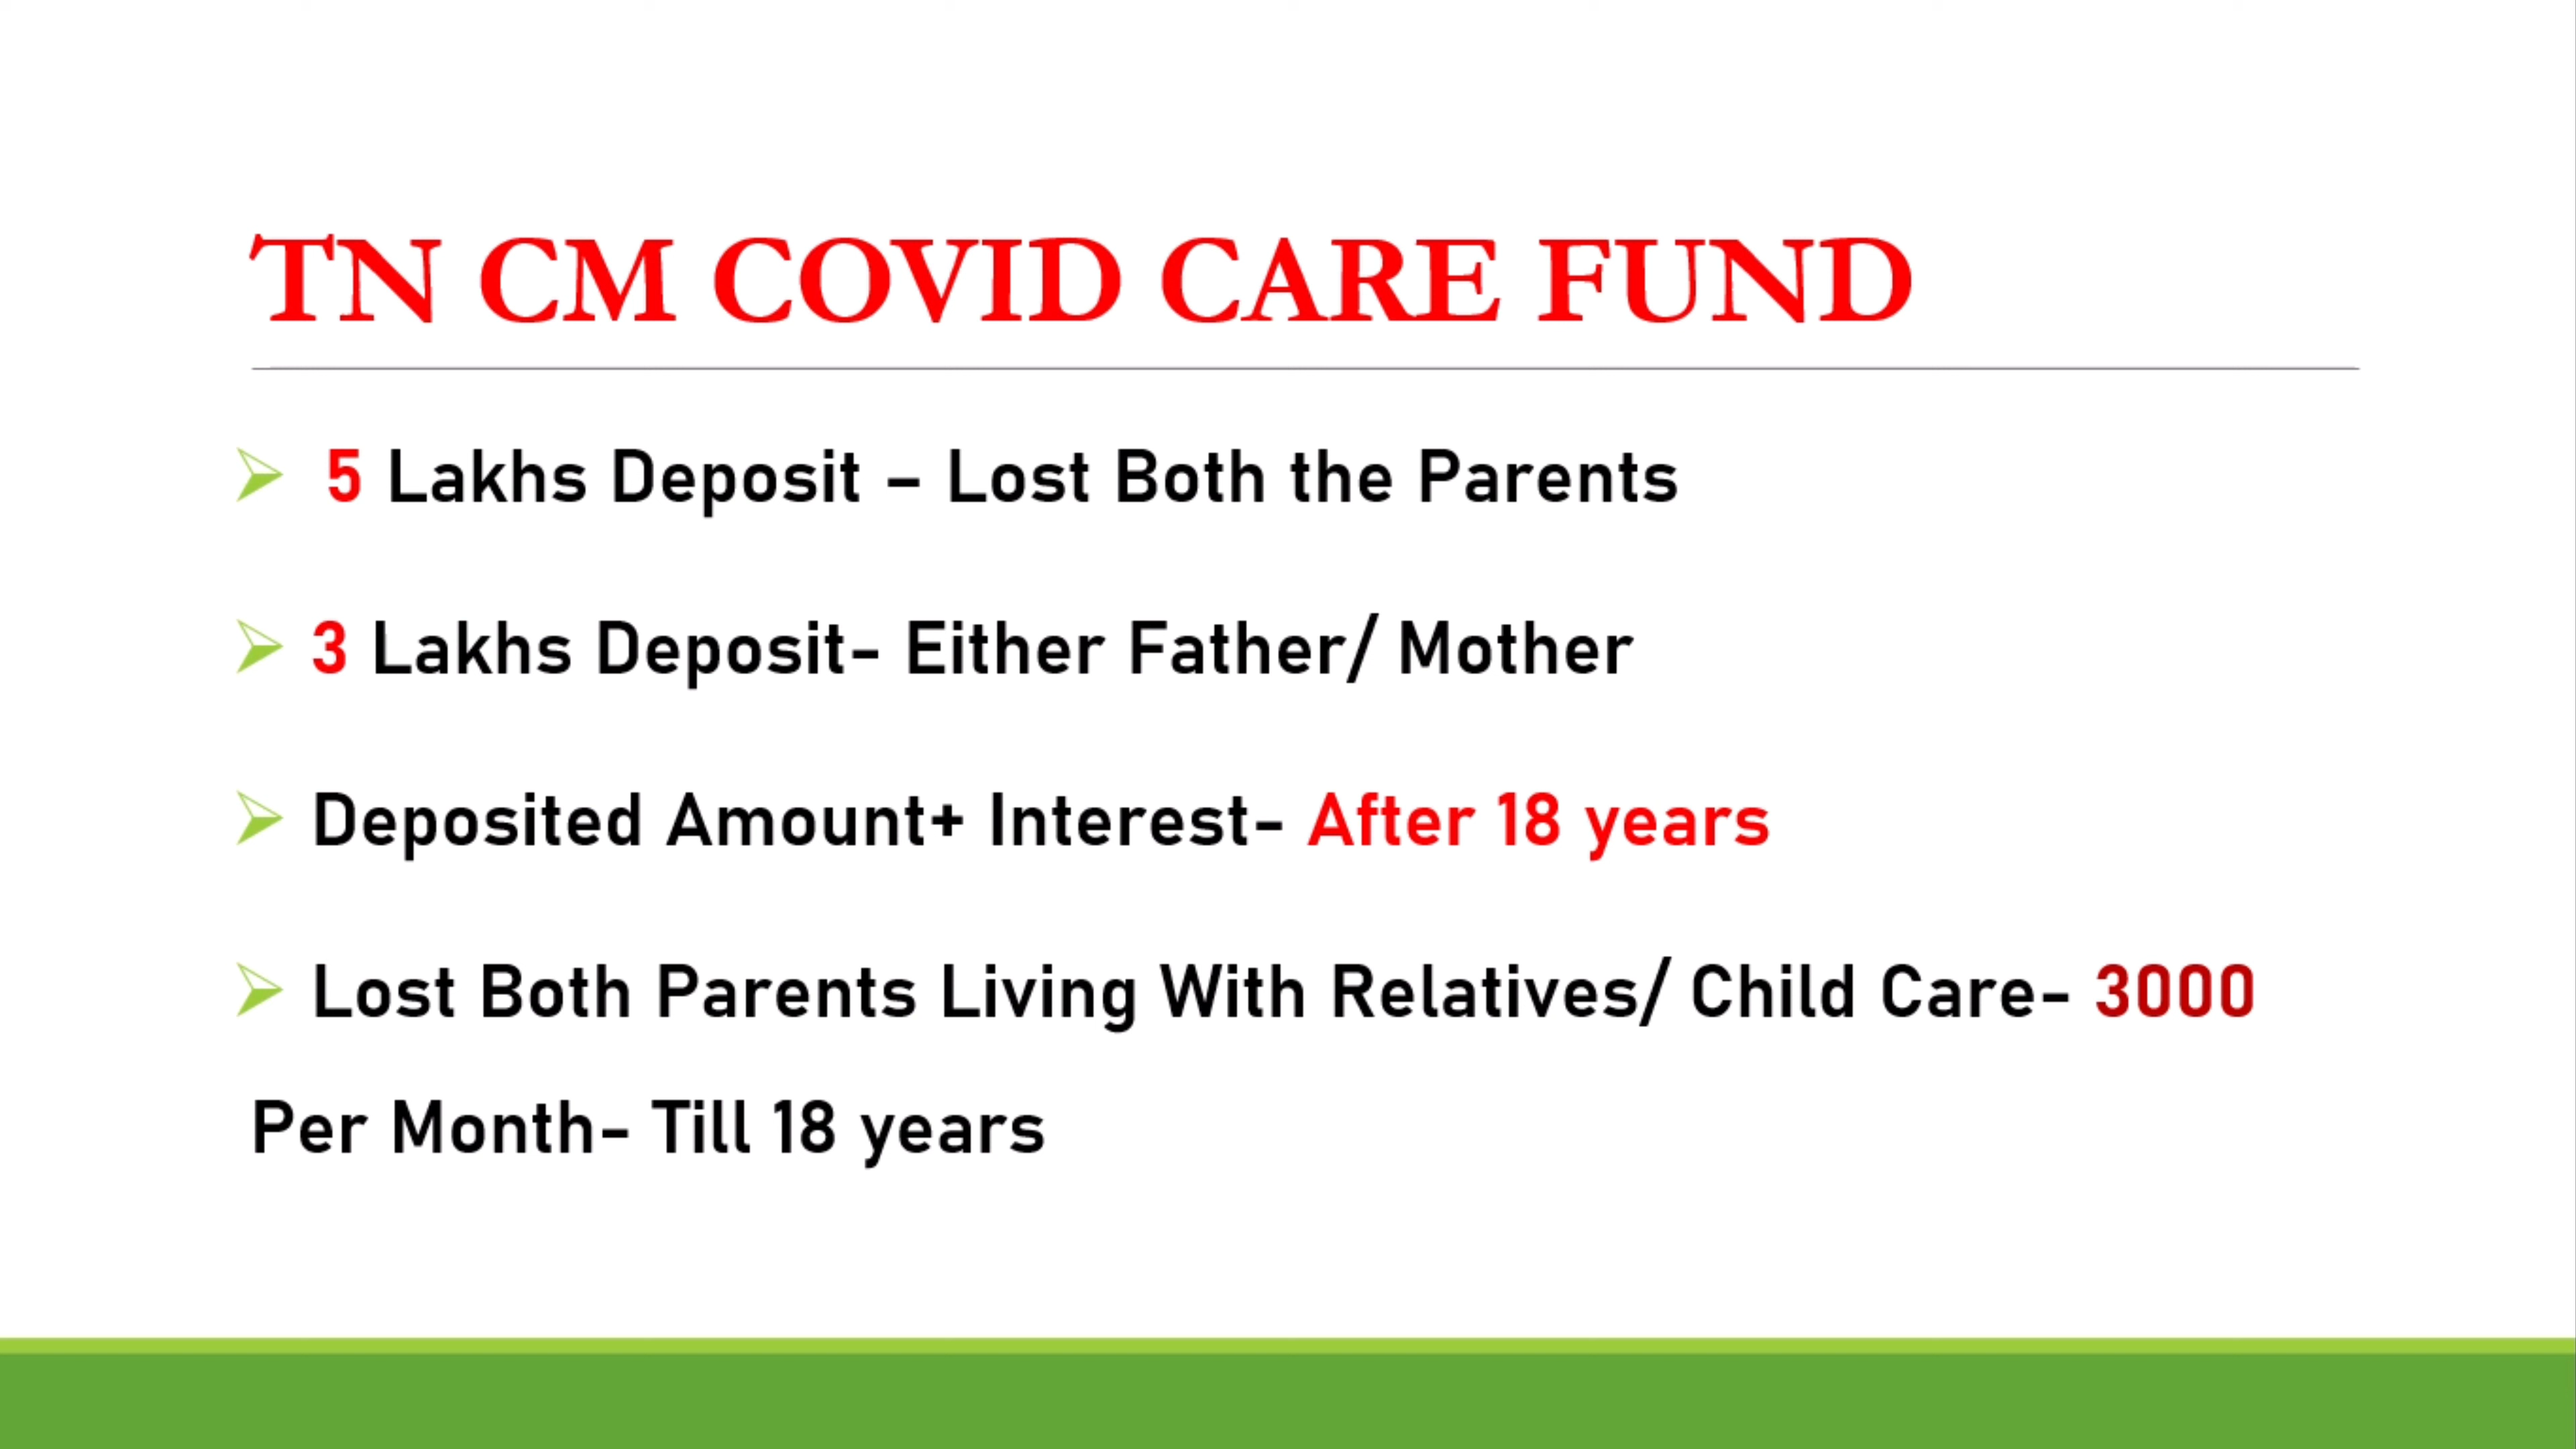 TN CM COVID CARE FUND
5 Lakhs Deposit – Lost Both the Parents
3 Lakhs Deposit- Either Father/ Mother
Deposited Amount+ Interest- After 18 years
Lost Both Parents Living With Relatives/ Child Care- 3000
Per Month- Till 18 years